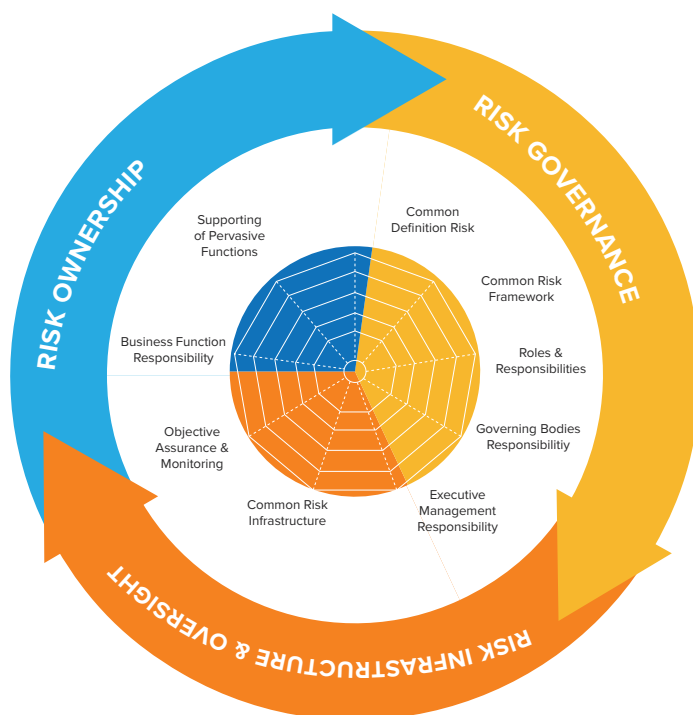 RISK OWNERSHIP
RISK GOVERNANCE
RISK INFRASTRUCTURE & OVERSIGHT
Supporting
of Pervasive
Functions
Common
Definition Risk
Common Risk
Framework
Roles &
Responsibilities
Governing Bodies
Responsibilitiy
Executive
Management
Responsibility
Common Risk
Infrastructure
Objective
Assurance &
Monitoring
Business Function
Responsibility